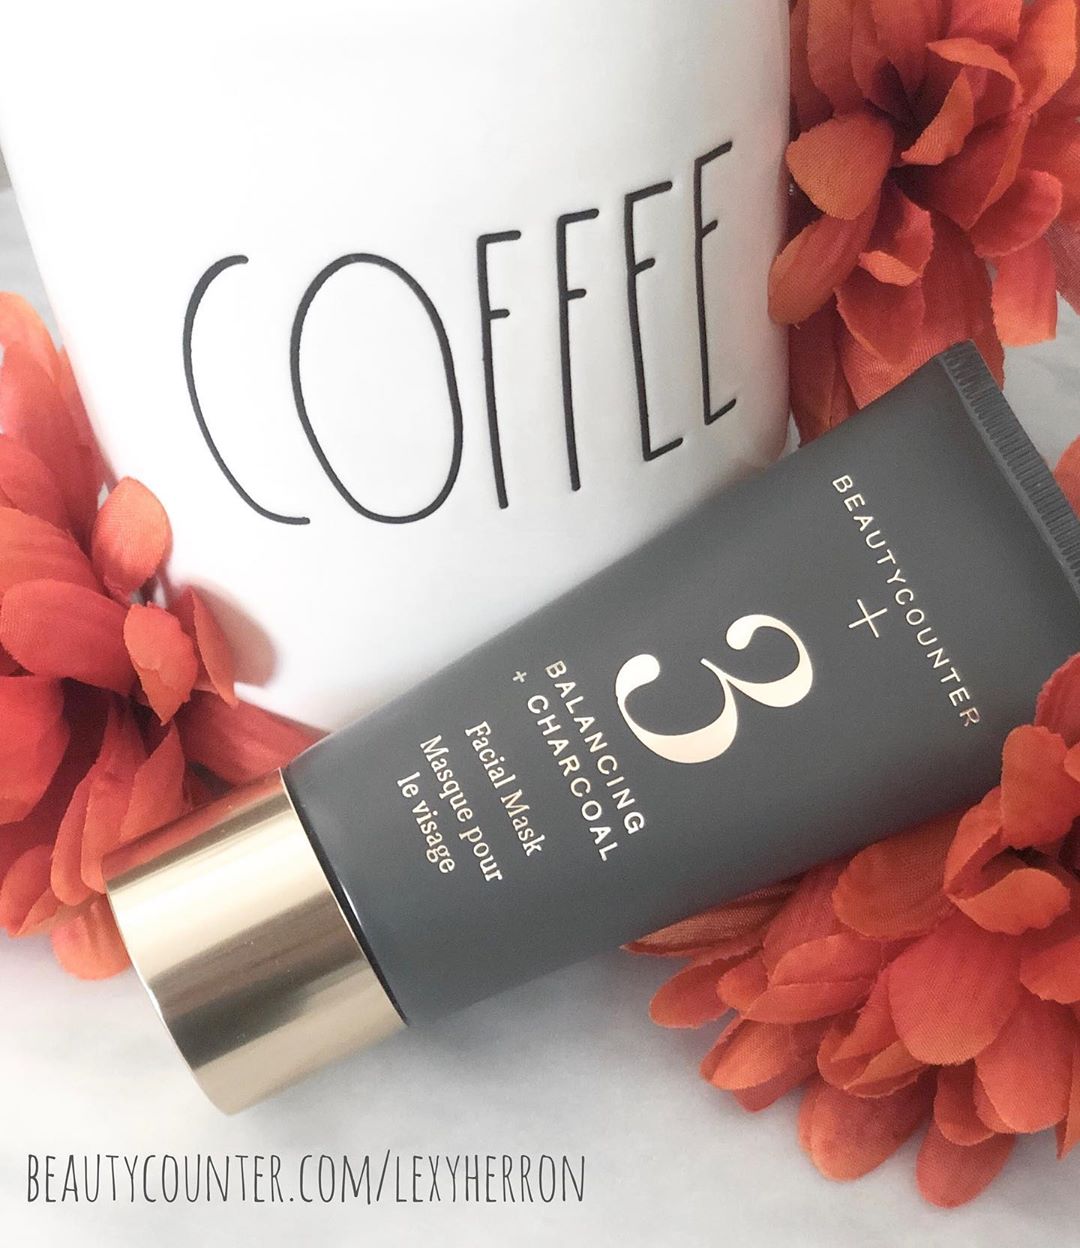 COFFEE
BEAUTYCOUNTER
+
3
BALANCING
+ CHARCOAL
Facial Mask
Masque pour
le visage
BEAUTYCOUNTER.COM/LEXYHERRON